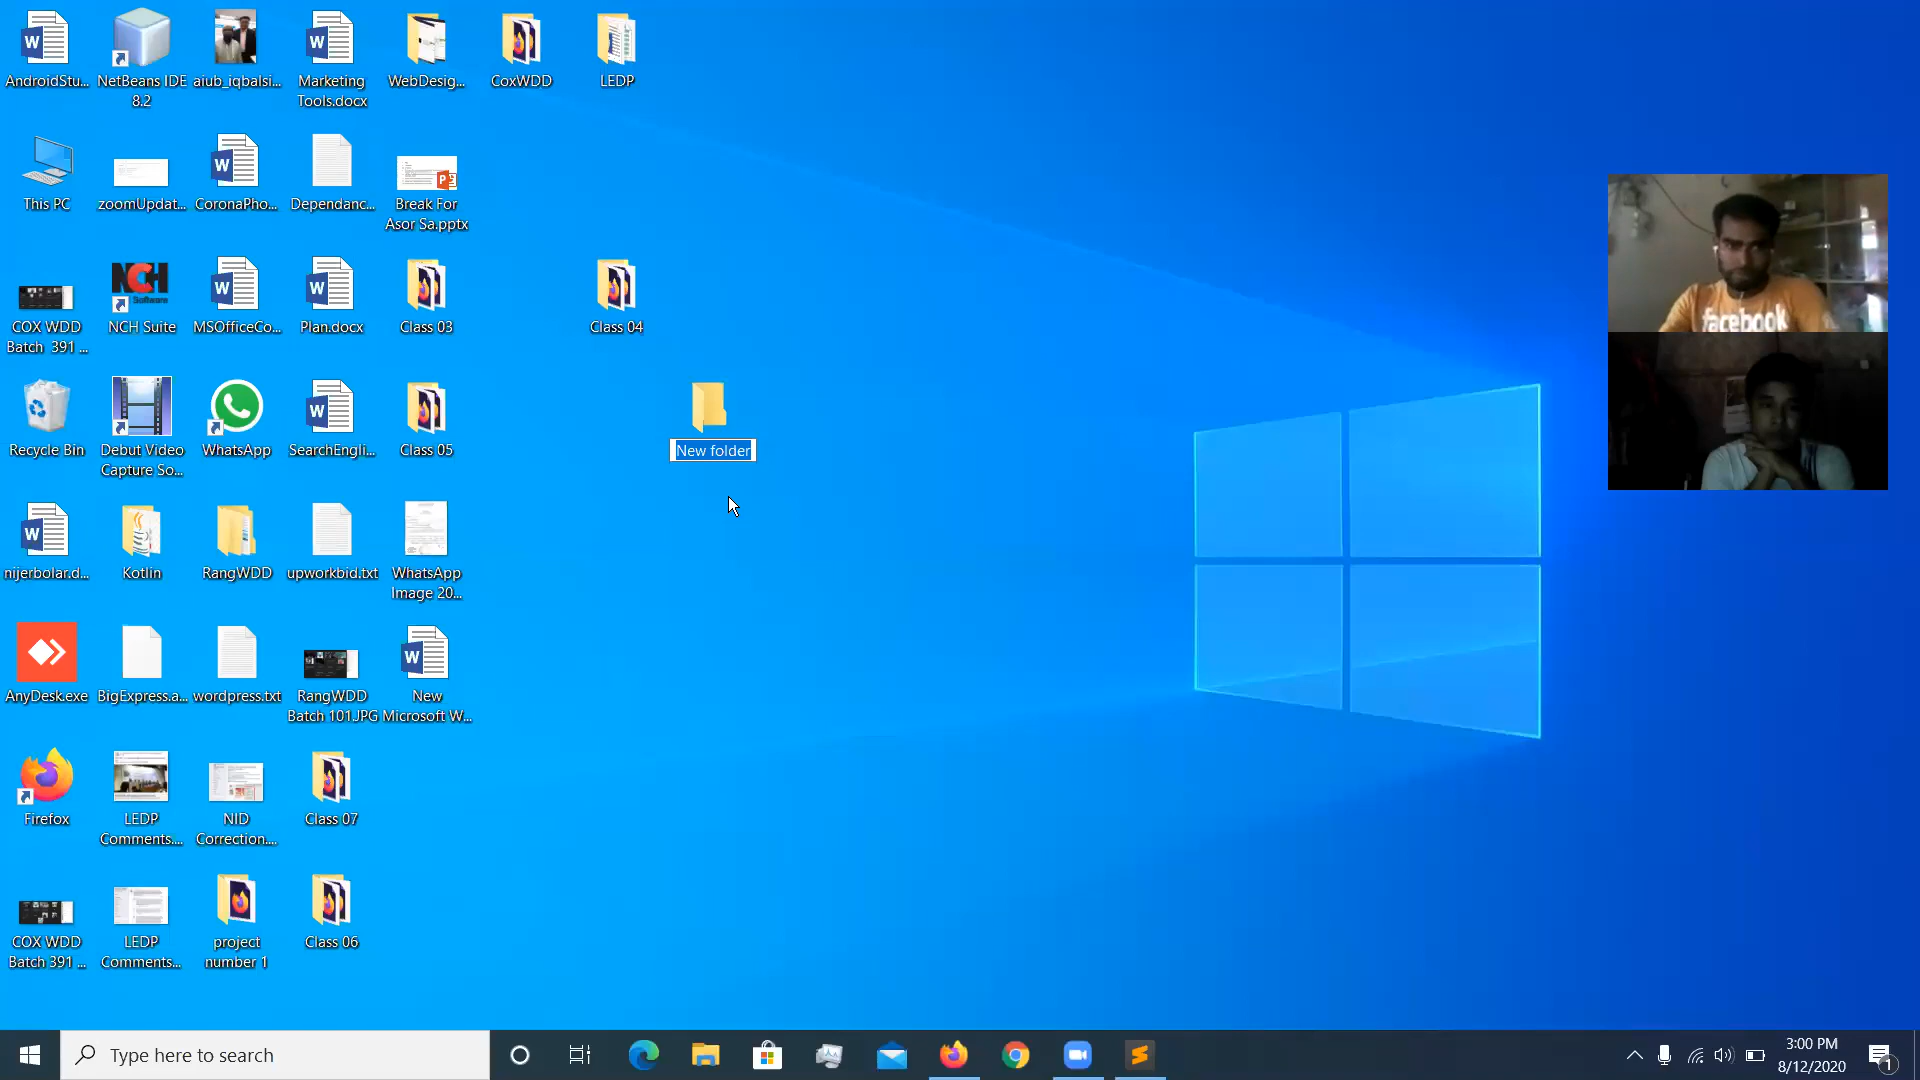 AndroidStu...
NetBeans IDE
8.2
aiub_iqbalsi...
Marketing
Tools.docx
WebDesig...
CoxWDD
LEDP
This PC
zoomUpdat...
CoronaPho...
Dependanc...
Break For
Asor Sa.pptx
COX WDD
Batch 391 ...
NCH
Software
NCH Suite
MSOfficeCo...
Plan.docx
Class 03
Class 04
Recycle Bin
Debut Video
Capture So...
WhatsApp
SearchEngli...
Class 05
New folder
nijerbolar.d...
Kotlin
RangWDD
upworkbid.txt
WhatsApp
Image 20...
AnyDesk.exe
BigExpress.a...
wordpress.txt
RangWDD
Batch 101.JPG
New
Microsoft W...
Firefox
LEDP
Comments....
NID
Correction....
Class 07
COX WDD
Batch 391 ...
LEDP
Comments...
project
number 1
Class 06
facebook
Type here to search
3:00 PM
8/12/2020
1